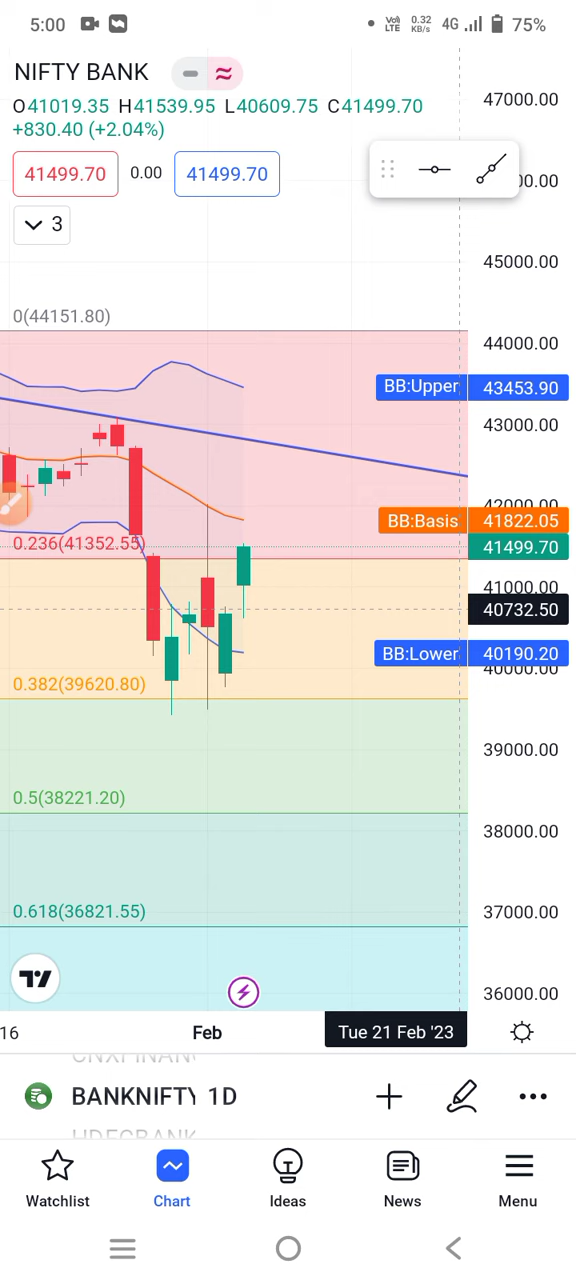 5:00 Vo) LTE 0.32 KB/s 4G 75%
NIFTY BANK
O41019.35 H41539.95 L40609.75 C41499.70
+830.40 (+2.04%)
41499.70 0.00 41499.70
3
47000.00
45000.00
0(44151.80)
44000.00
BB:Upper 43453.90
43000.00
42000.00
BB:Basis 41822.05
0.236(41352.55) 41499.70
41000.00
40732.50
BB:Lower 40190.20
40000.00
0.382(39620.80)
39000.00
0.5(38221.20)
38000.00
0.618(36821.55)
37000.00
36000.00
16 Feb Tue 21 Feb '23
BANKNIFTY 1D
HDFCBANK
Watchlist Chart Ideas News Menu